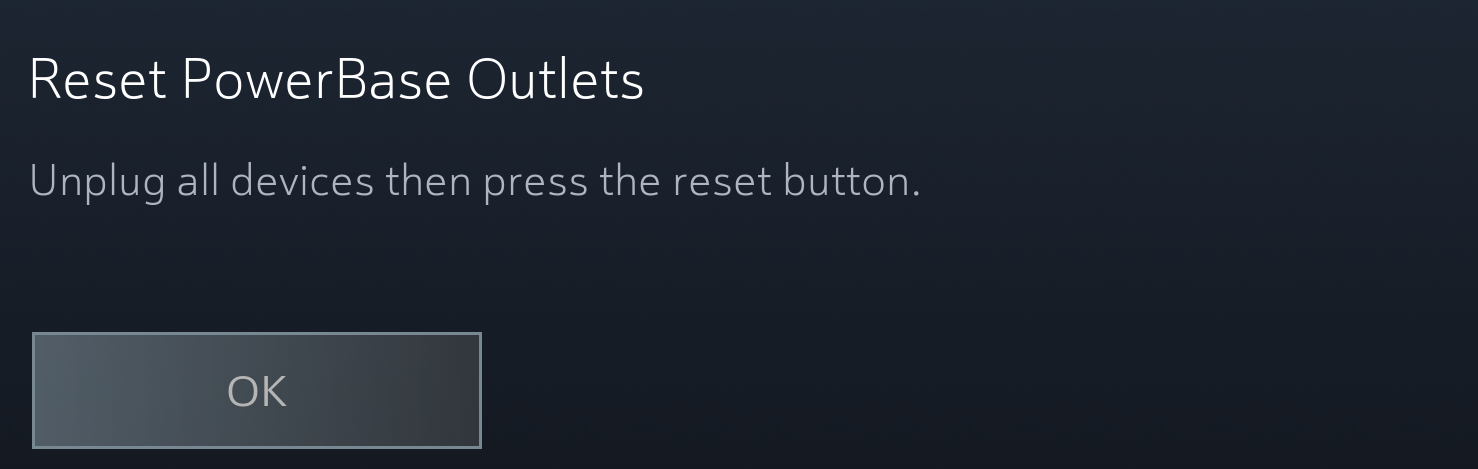 Reset PowerBase Outlets
Unplug all devices then press the reset button.
OK